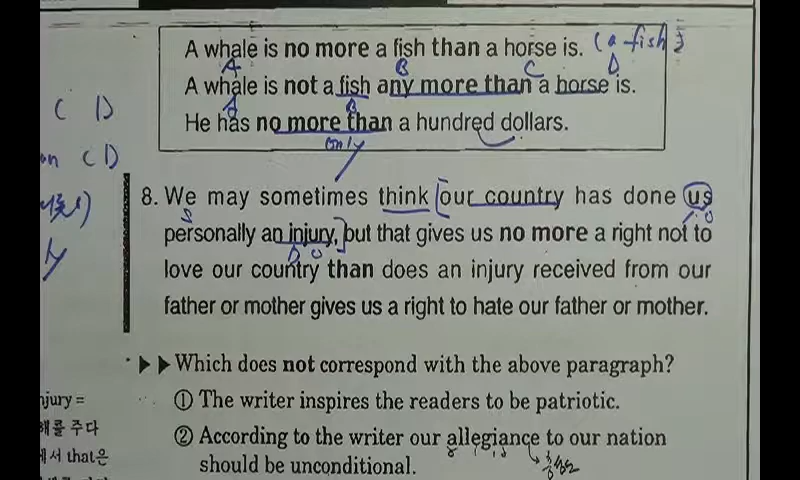 A whale is no more a fish than a horse is. (a fish)
A B C D
A whale is not a fish any more than a horse is.
A B
C D
He has no more than a hundred dollars.
only
C D
8. We may sometimes think our country has done us
S O
personally an injury, but that gives us no more a right not to
D O
love our country than does an injury received from our
father or mother gives us a right to hate our father or mother.
▶▶ Which does not correspond with the above paragraph?
njury =
① The writer inspires the readers to be patriotic.
해를 주다
② According to the writer our allegiance to our nation
에서 that은
should be unconditional.